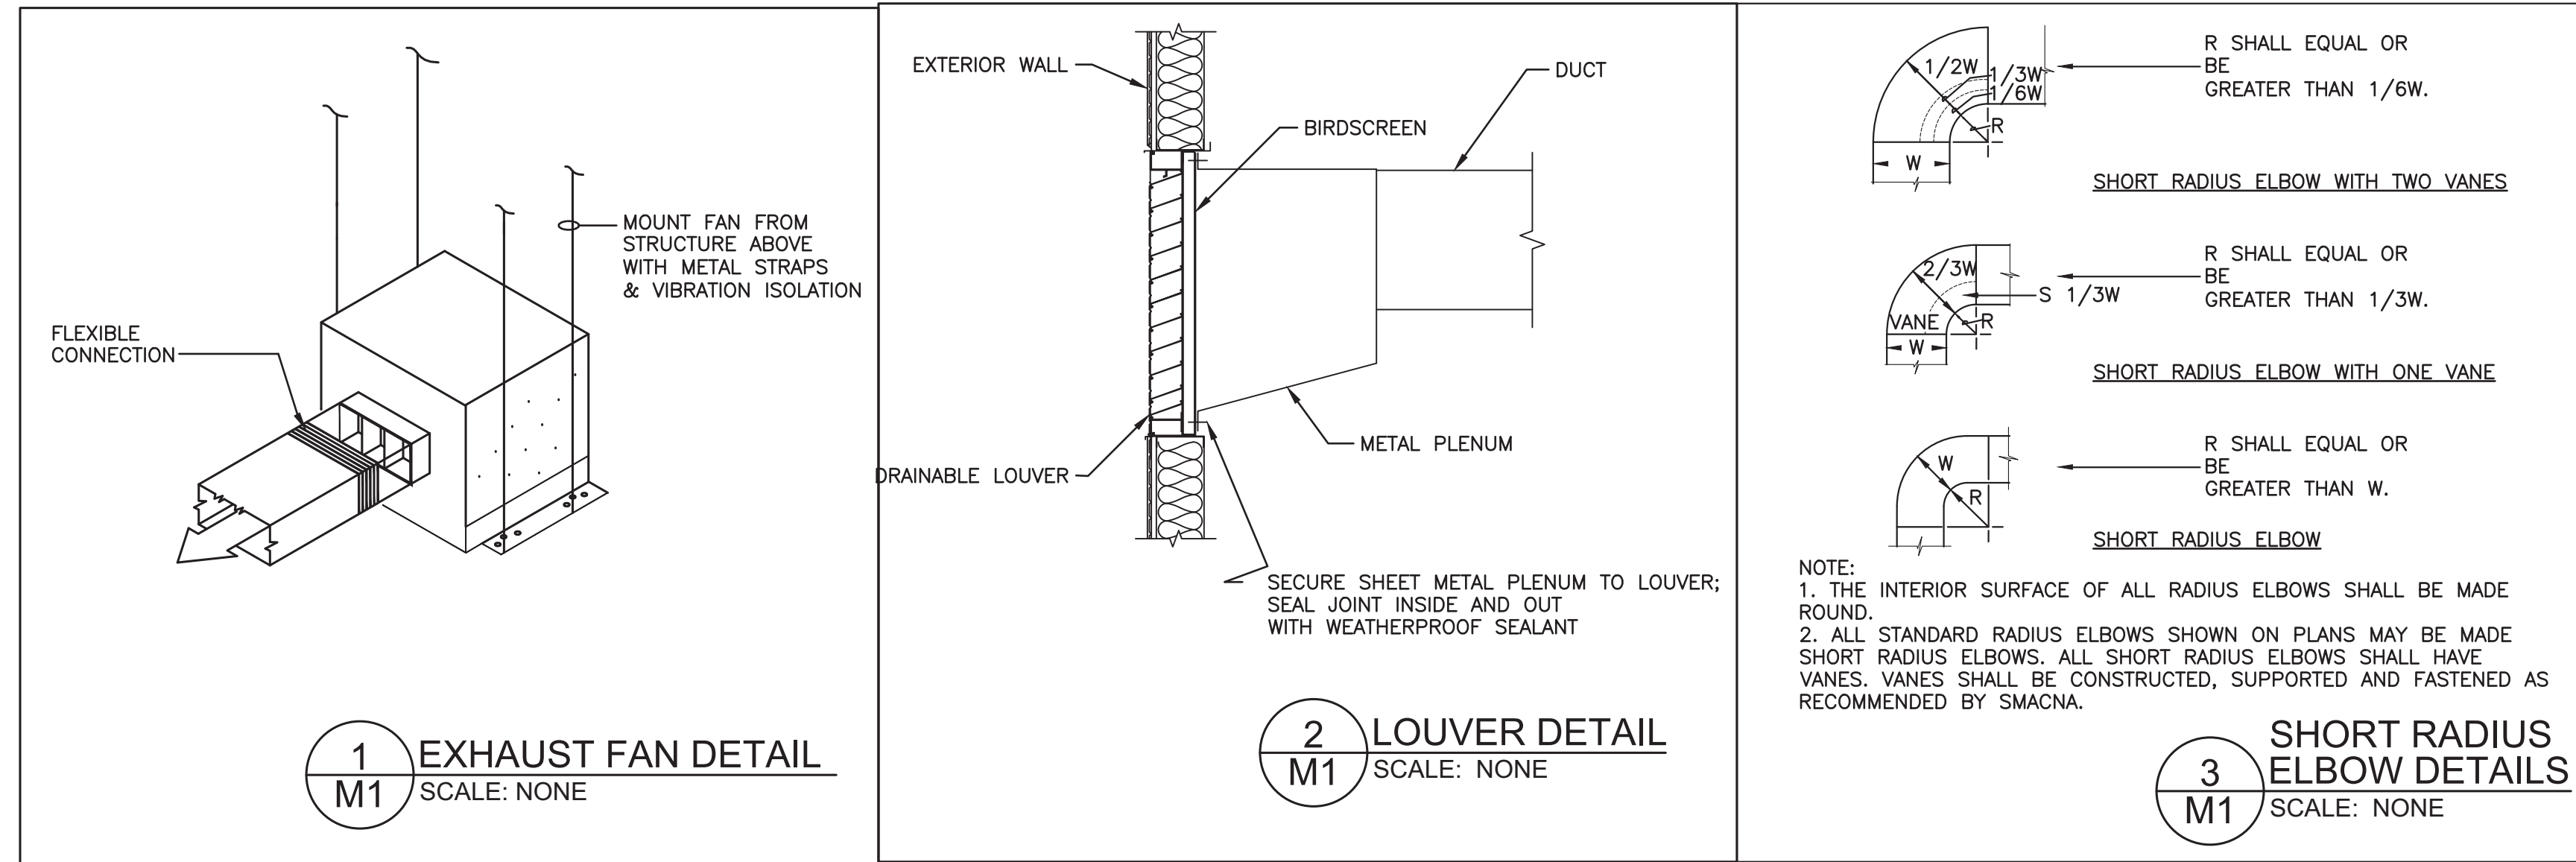 FLEXIBLE
CONNECTION
MOUNT FAN FROM
STRUCTURE ABOVE
WITH METAL STRAPS
& VIBRATION ISOLATION
1
M1
EXHAUST FAN DETAIL
SCALE: NONE
EXTERIOR WALL
DUCT
BIRDSCREEN
METAL PLENUM
DRAINABLE LOUVER
SECURE SHEET METAL PLENUM TO LOUVER;
SEAL JOINT INSIDE AND OUT
WITH WEATHERPROOF SEALANT
2
M1
LOUVER DETAIL
SCALE: NONE
1/2W
1/3W
1/6W
R
W
R SHALL EQUAL OR
BE
GREATER THAN 1/6W.
SHORT RADIUS ELBOW WITH TWO VANES
2/3W
S 1/3W
VANE
R
W
R SHALL EQUAL OR
BE
GREATER THAN 1/3W.
SHORT RADIUS ELBOW WITH ONE VANE
W
R
R SHALL EQUAL OR
BE
GREATER THAN W.
SHORT RADIUS ELBOW
NOTE:
1. THE INTERIOR SURFACE OF ALL RADIUS ELBOWS SHALL BE MADE
ROUND.
2. ALL STANDARD RADIUS ELBOWS SHOWN ON PLANS MAY BE MADE
SHORT RADIUS ELBOWS. ALL SHORT RADIUS ELBOWS SHALL HAVE
VANES. VANES SHALL BE CONSTRUCTED, SUPPORTED AND FASTENED AS
RECOMMENDED BY SMACNA.
3
M1
SHORT RADIUS
ELBOW DETAILS
SCALE: NONE